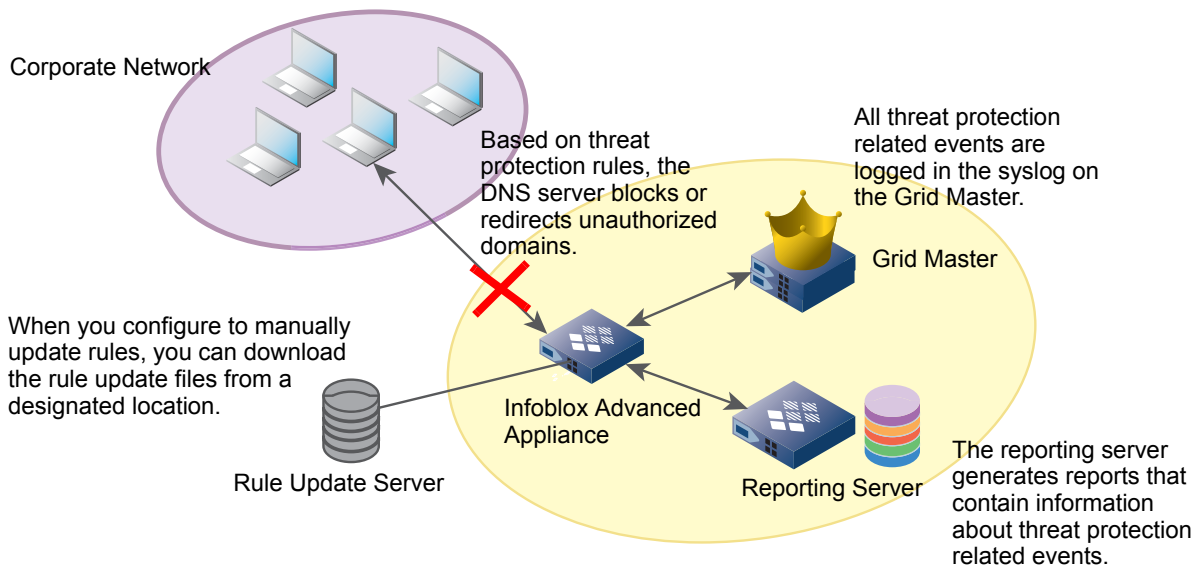 Corporate Network
Based on threat
protection rules, the
DNS server blocks or
redirects unauthorized
domains.
All threat protection
related events are
logged in the syslog on
the Grid Master.
Grid Master
When you configure to manually
update rules, you can download
the rule update files from a
designated location.
Rule Update Server
Infoblox Advanced
Appliance
Reporting Server
The reporting server
generates reports that
contain information
about threat protection
related events.